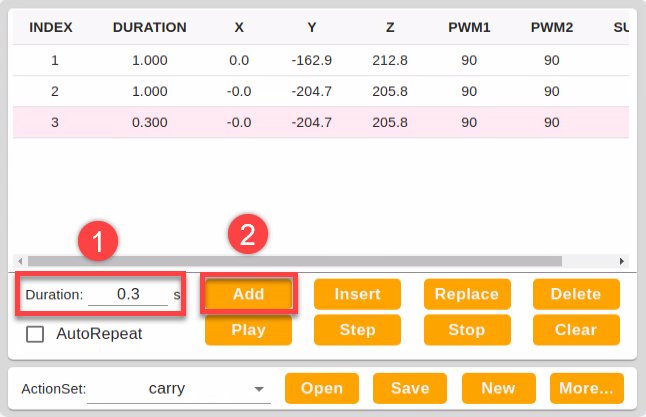 INDEX DURATION X Y Z PWM1 PWM2 SU
1 1.000 0.0 -162.9 212.8 90 90
2 1.000 -0.0 -204.7 205.8 90 90
3 0.300 -0.0 -204.7 205.8 90 90
1 2
Duration: 0.3 s Add Insert Replace Delete
AutoRepeat Play Step Stop Clear
ActionSet: carry Open Save New More...